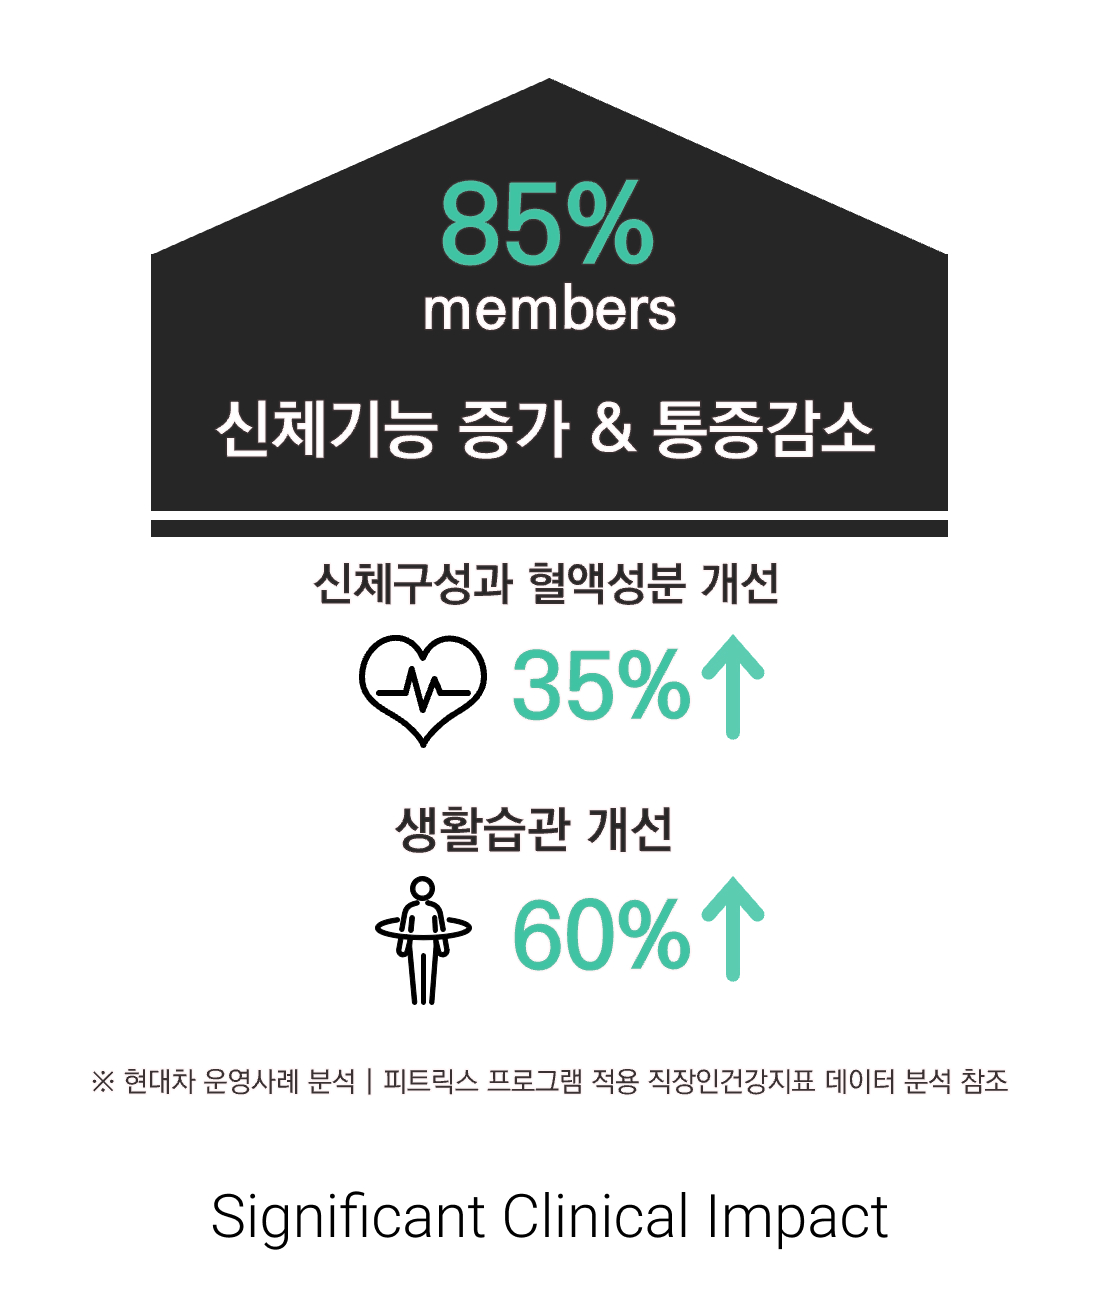 85%
members
신체기능 증가 & 통증감소
신체구성과 혈액성분 개선
35%
생활습관 개선
60%
※ 현대차 운영사례 분석 | 피트릭스 프로그램 적용 직장인건강지표 데이터 분석 참조
Significant Clinical Impact